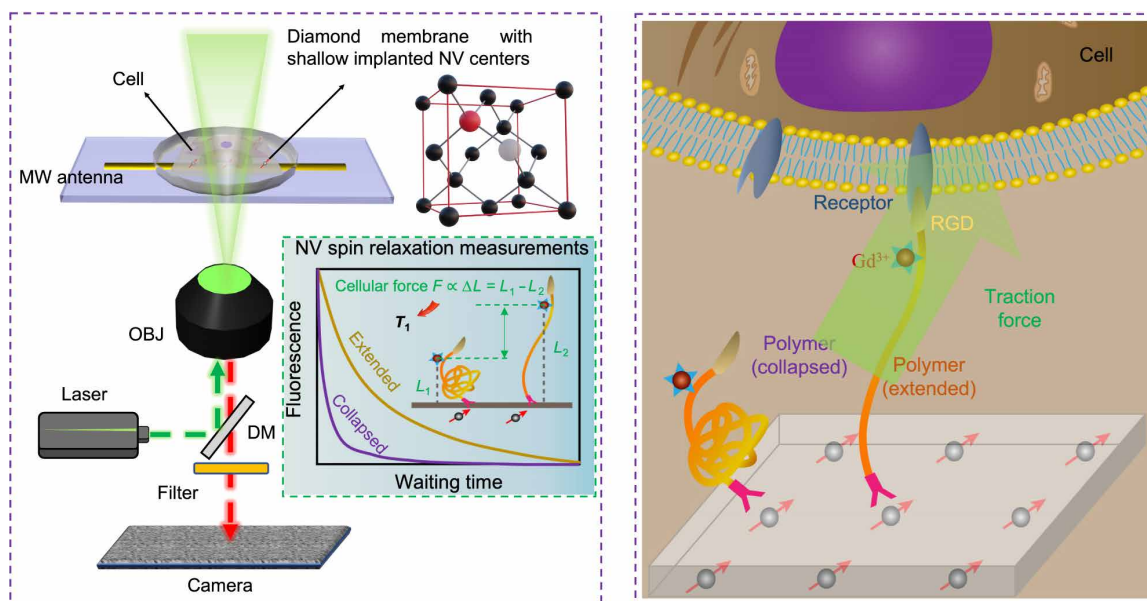 Diamond membrane with
shallow implanted NV centers
Cell
MW antenna
OBJ
Laser
DM
Filter
Camera
NV spin relaxation measurements
Cellular force F ∝ ΔL = L₁ – L₂
T₁
L₁
L₂
Extended
Collapsed
Fluorescence
Waiting time
Cell
Receptor
RGD
Gd³⁺
Traction
force
Polymer
(collapsed)
Polymer
(extended)